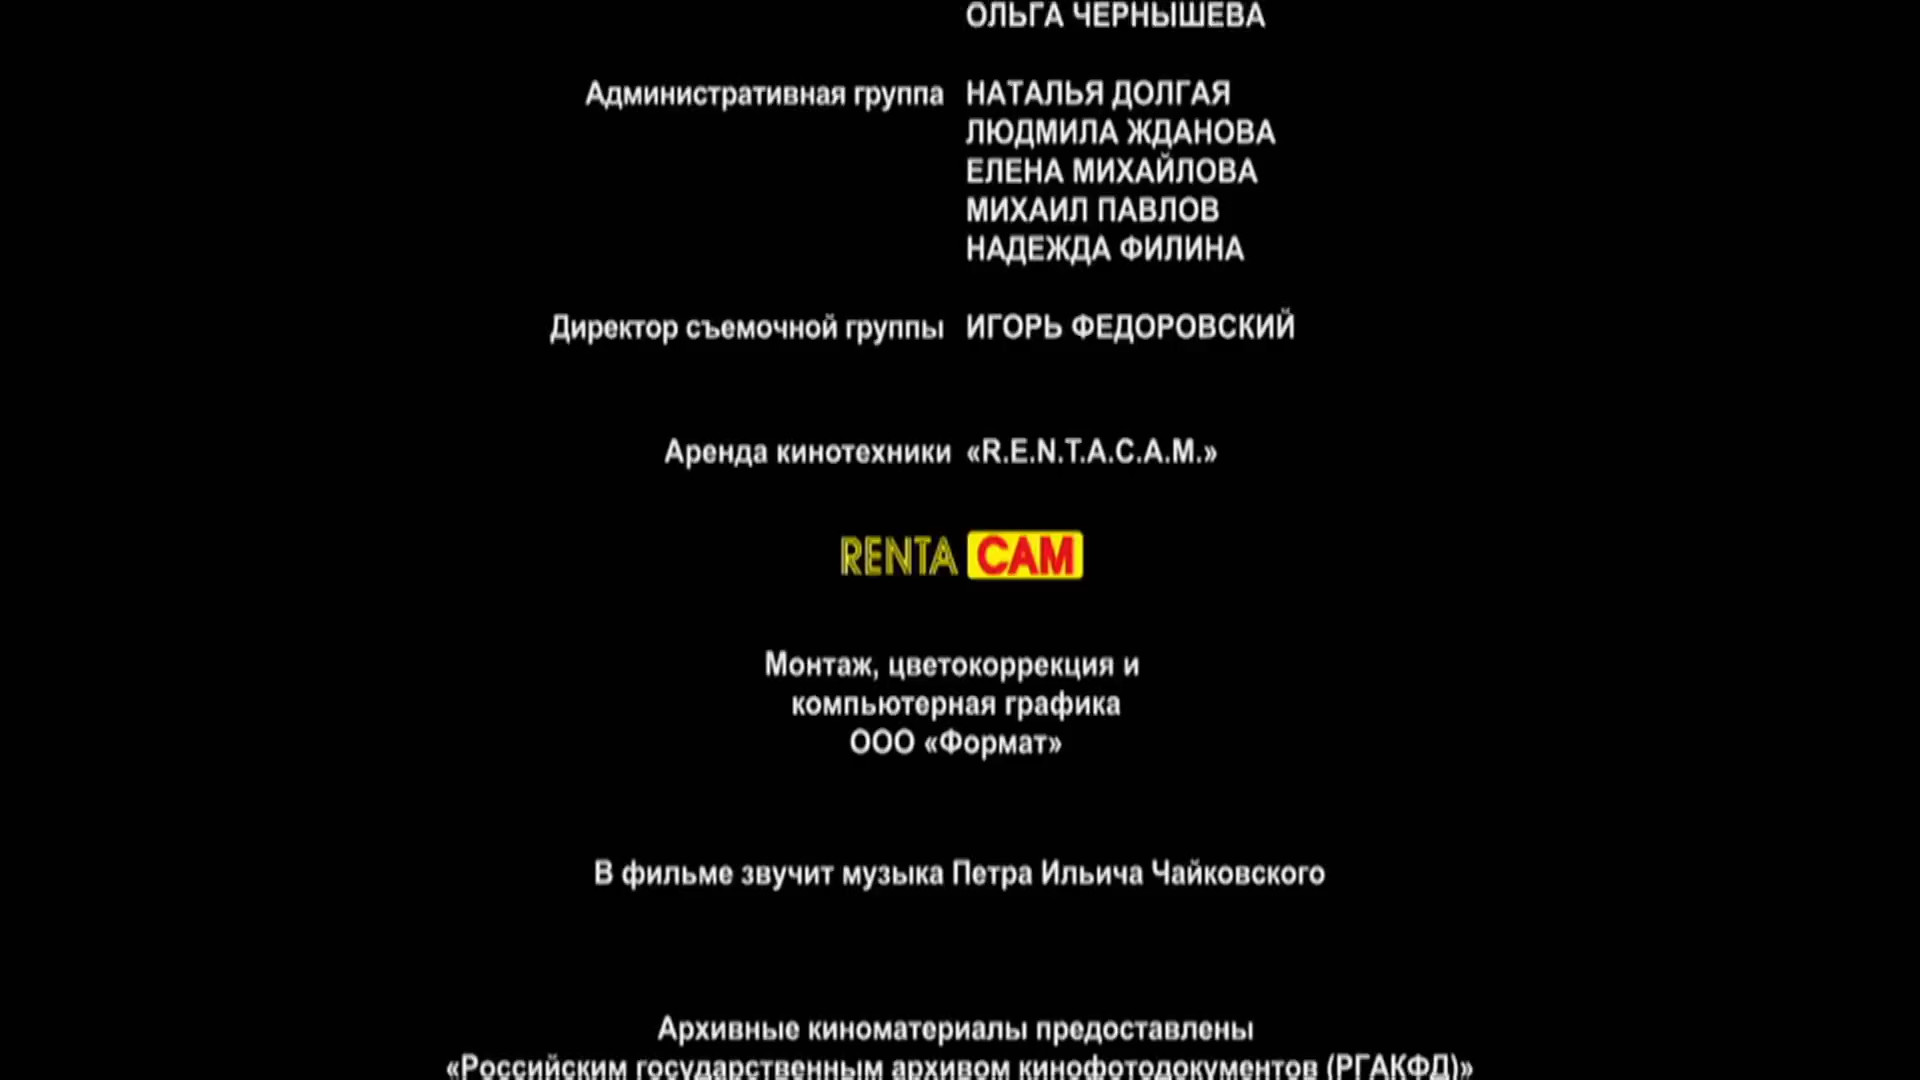 ОЛЬГА ЧЕРНЫШЕВА
Административная группа НАТАЛЬЯ ДОЛГАЯ
ЛЮДМИЛА ЖДАНОВА
ЕЛЕНА МИХАЙЛОВА
МИХАИЛ ПАВЛОВ
НАДЕЖДА ФИЛИНА
Директор съемочной группы ИГОРЬ ФЕДОРОВСКИЙ
Аренда кинотехники «R.E.N.T.A.C.A.M.»
RENTA CAM
Монтаж, цветокоррекция и
компьютерная графика
ООО «Формат»
В фильме звучит музыка Петра Ильича Чайковского
Архивные киноматериалы предоставлены
«Российским государственным архивом кинофотодокументов (РГАКФД)»